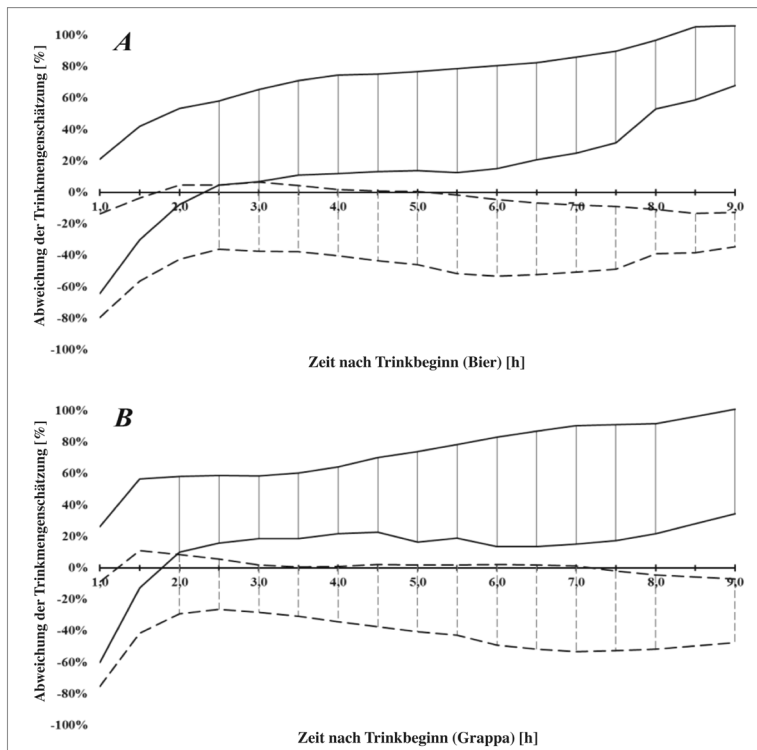 A
Abweichung der Trinkmengenschätzung [%]
100%
80%
60%
40%
20%
0%
-20%
-40%
-60%
-80%
-100%
1,0 2,0 3,0 4,0 5,0 6,0 7,0 8,0 9,0
Zeit nach Trinkbeginn (Bier) [h]
B
Abweichung der Trinkmengenschätzung [%]
100%
80%
60%
40%
20%
0%
-20%
-40%
-60%
-80%
-100%
1,0 2,0 3,0 4,0 5,0 6,0 7,0 8,0 9,0
Zeit nach Trinkbeginn (Grappa) [h]